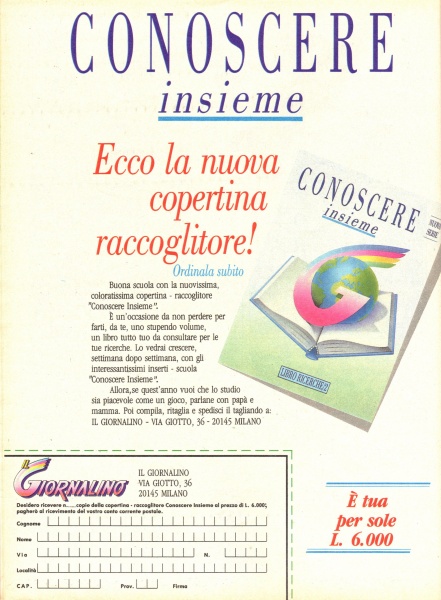 CONOSCERE
insieme
Ecco la nuova
copertina
raccoglitore!
Ordinala subito
Buona scuola con la nuovissima,
coloratissima copertina - raccoglitore
"Conoscere Insieme".
È un'occasione da non perdere per
farti, da te, uno stupendo volume,
un libro tutto tuo da consultare per le
tue ricerche. Lo vedrai crescere,
settimana dopo settimana, con gli
interessantissimi inserti - scuola
"Conoscere Insieme".
Allora, se quest'anno vuoi che lo studio
sia piacevole come un gioco, parlane con papà e
mamma. Poi compila, ritaglia e spedisci il tagliando a:
IL GIORNALINO - VIA GIOTTO, 36 - 20145 MILANO
CONOSCERE
insieme
NUOVA
SERIE
LIBRO RICERCHE/2
IL
GIORNALINO
IL GIORNALINO
VIA GIOTTO, 36
20145 MILANO
Desidero ricevere n..... copie della copertina - raccoglitore Conoscere Insieme al prezzo di L. 6.000;
pagherò al ricevimento del vostro conto corrente postale.
Cognome
Nome
Via N.
Località
CAP. Prov. Firma
È tua
per sole
L. 6.000